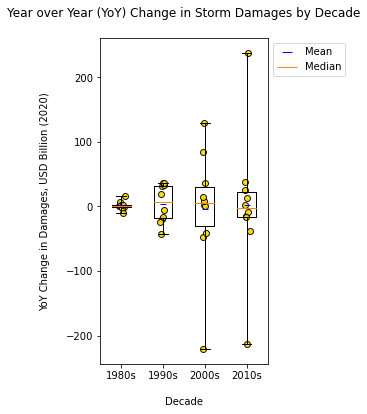 Year over Year (YoY) Change in Storm Damages by Decade
Mean
Median
YoY Change in Damages, USD Billion (2020)
200
100
0
−100
−200
1980s 1990s 2000s 2010s
Decade